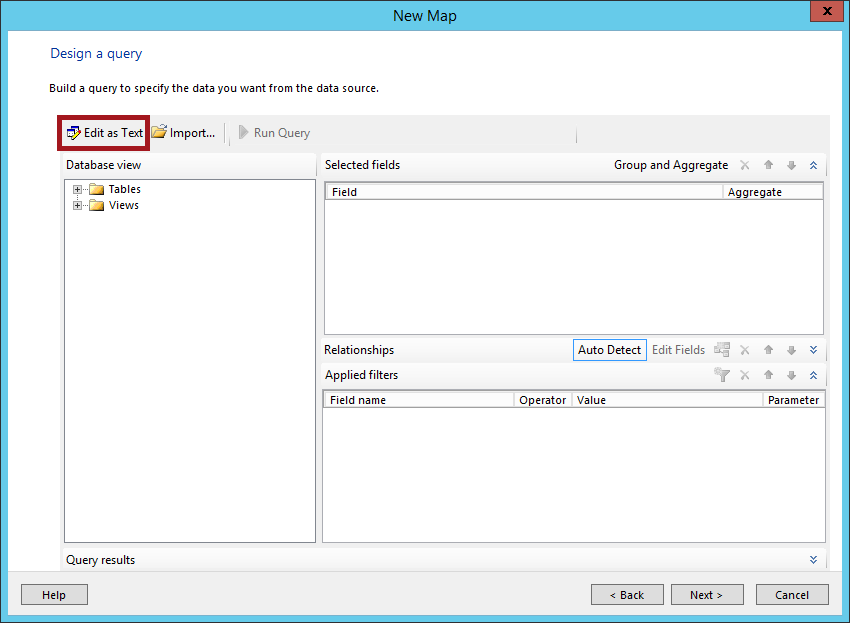 New Map
Design a query
Build a query to specify the data you want from the data source.
Edit as Text Import... Run Query
Database view
Tables
Views
Selected fields Group and Aggregate
Field Aggregate
Relationships Auto Detect Edit Fields
Applied filters
Field name Operator Value Parameter
Query results
Help < Back Next > Cancel